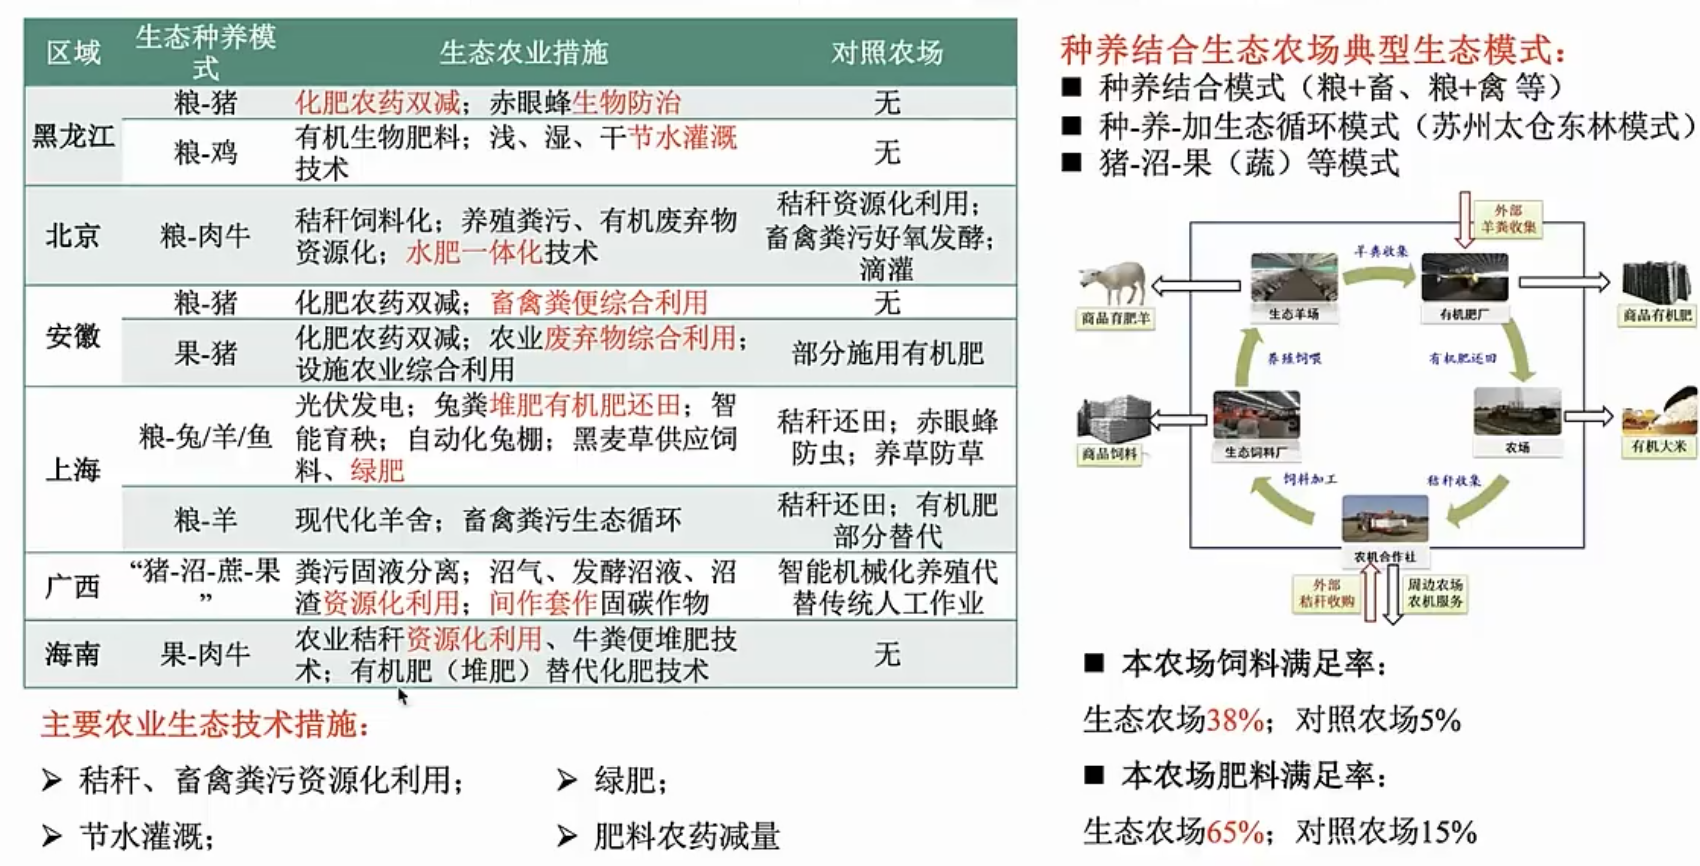 区域
生态种养模
式
生态农业措施
对照农场
黑龙江
粮-猪
化肥农药双减；赤眼蜂生物防治
无
粮-鸡
有机生物肥料；浅、湿、干节水灌溉
技术
无
北京
粮-肉牛
秸秆饲料化；养殖粪污、有机废弃物
资源化；水肥一体化技术
秸秆资源化利用；
畜禽粪污好氧发酵；
滴灌
安徽
粮-猪
化肥农药双减；畜禽粪便综合利用
无
果-猪
化肥农药双减；农业废弃物综合利用；
设施农业综合利用
部分施用有机肥
上海
粮-兔/羊/鱼
光伏发电；兔粪堆肥有机肥还田；智
能育秧；自动化兔棚；黑麦草供应饲
料、绿肥
秸秆还田；赤眼蜂
防虫；养草防草
粮-羊
现代化羊舍；畜禽粪污生态循环
秸秆还田；有机肥
部分替代
广西
“猪-沼-蔗-果
”
粪污固液分离；沼气、发酵沼液、沼
渣资源化利用；间作套作固碳作物
智能机械化养殖代
替传统人工作业
海南
果-肉牛
农业秸秆资源化利用、牛粪便堆肥技
术；有机肥（堆肥）替代化肥技术
无
主要农业生态技术措施：
➢ 秸秆、畜禽粪污资源化利用；
➢ 绿肥；
➢ 节水灌溉；
➢ 肥料农药减量
种养结合生态农场典型生态模式：
■ 种养结合模式（粮+畜、粮+禽 等）
■ 种-养-加生态循环模式（苏州太仓东林模式）
■ 猪-沼-果（蔬）等模式
外部
羊粪收集
羊粪收集
商品育肥羊
生态羊场
有机肥厂
商品有机肥
养殖饲喂
有机肥还田
商品饲料
生态饲料厂
农场
有机大米
饲料加工
秸秆收集
农机合作社
外部
秸秆收购
周边农场
农机服务
■ 本农场饲料满足率：
生态农场38%；对照农场5%
■ 本农场肥料满足率：
生态农场65%；对照农场15%